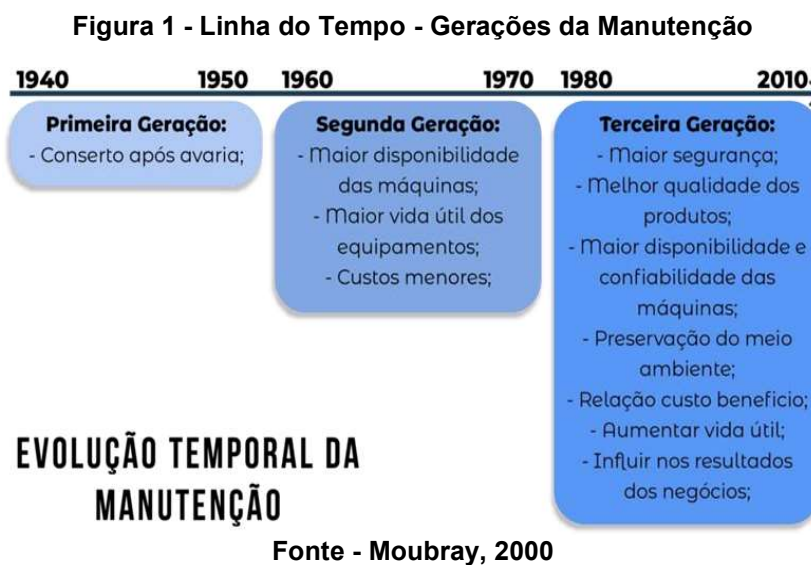 Figura 1 - Linha do Tempo - Gerações da Manutenção
1940 1950 1960 1970 1980 2010
Primeira Geração:
- Conserto após avaria;
Segunda Geração:
- Maior disponibilidade
das máquinas;
- Maior vida útil dos
equipamentos;
- Custos menores;
Terceira Geração:
- Maior segurança;
- Melhor qualidade dos
produtos;
- Maior disponibilidade e
confiabilidade das
máquinas;
- Preservação do meio
ambiente;
- Relação custo beneficio;
- Aumentar vida útil;
- Influir nos resultados
dos negócios;
EVOLUÇÃO TEMPORAL DA
MANUTENÇÃO
Fonte - Moubray, 2000